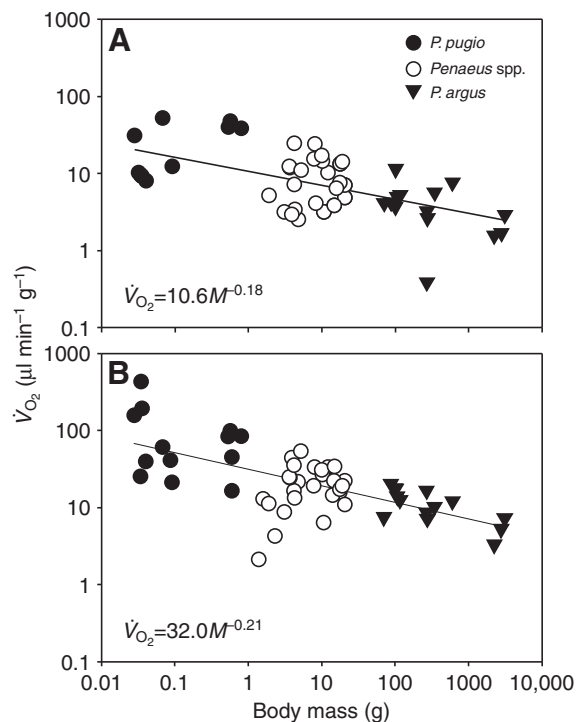 1000
A
P. pugio
Penaeus spp.
P. argus
100
10
1
0.1
V̇O₂=10.6M⁻⁰·¹⁸
V̇O₂ (μl min⁻¹ g⁻¹)
1000
B
100
10
1
0.1
V̇O₂=32.0M⁻⁰·²¹
0.01 0.1 1 10 100 1000 10,000
Body mass (g)